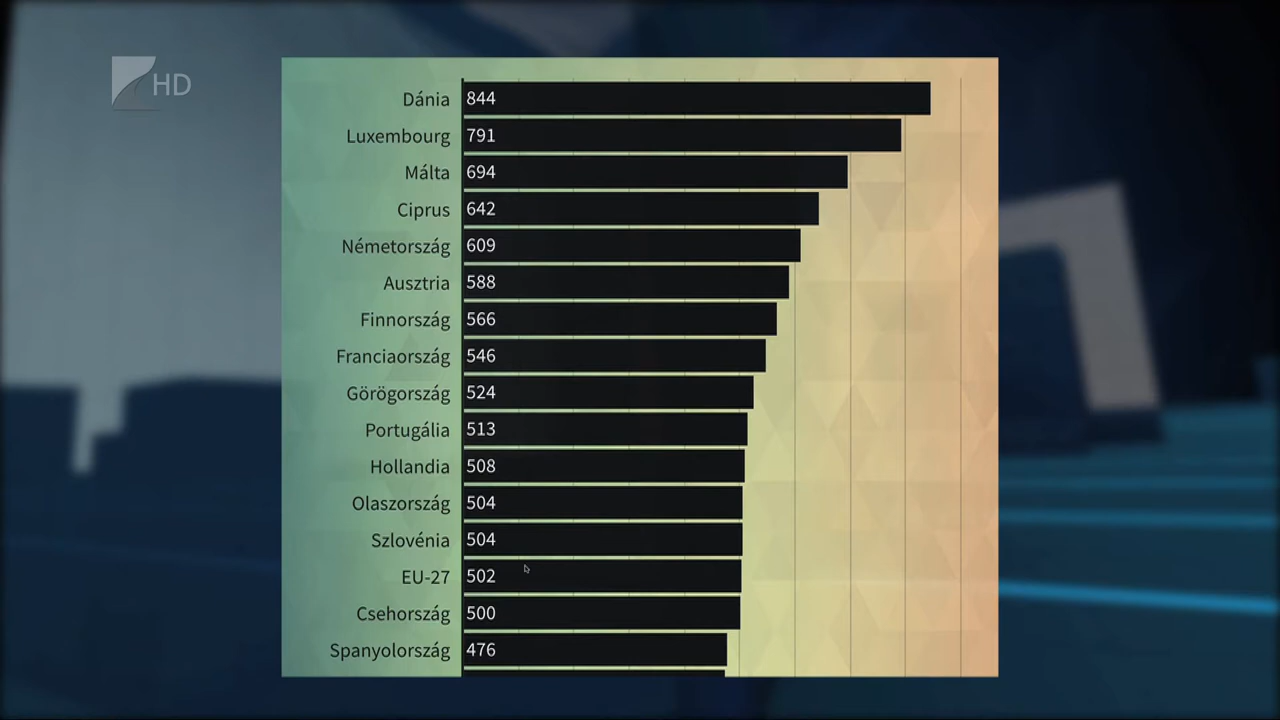 HD
Dánia 844
Luxembourg 791
Málta 694
Ciprus 642
Németország 609
Ausztria 588
Finnország 566
Franciaország 546
Görögország 524
Portugália 513
Hollandia 508
Olaszország 504
Szlovénia 504
EU-27 502
Csehország 500
Spanyolország 476